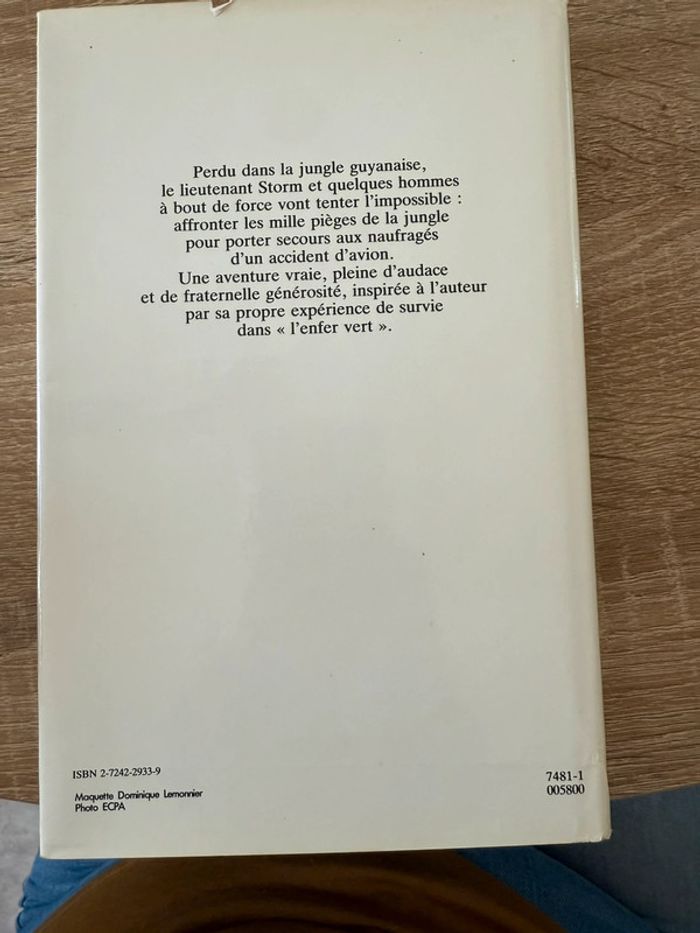 Perdu dans la jungle guyanaise,
le lieutenant Storm et quelques hommes
à bout de force vont tenter l'impossible :
affronter les mille pièges de la jungle
pour porter secours aux naufragés
d'un accident d'avion.
Une aventure vraie, pleine d'audace
et de fraternelle générosité, inspirée à l'auteur
par sa propre expérience de survie
dans « l'enfer vert ».
ISBN 2-7242-2933-9
Maquette Dominique Lemonnier
Photo ECPA
7481-1
005800